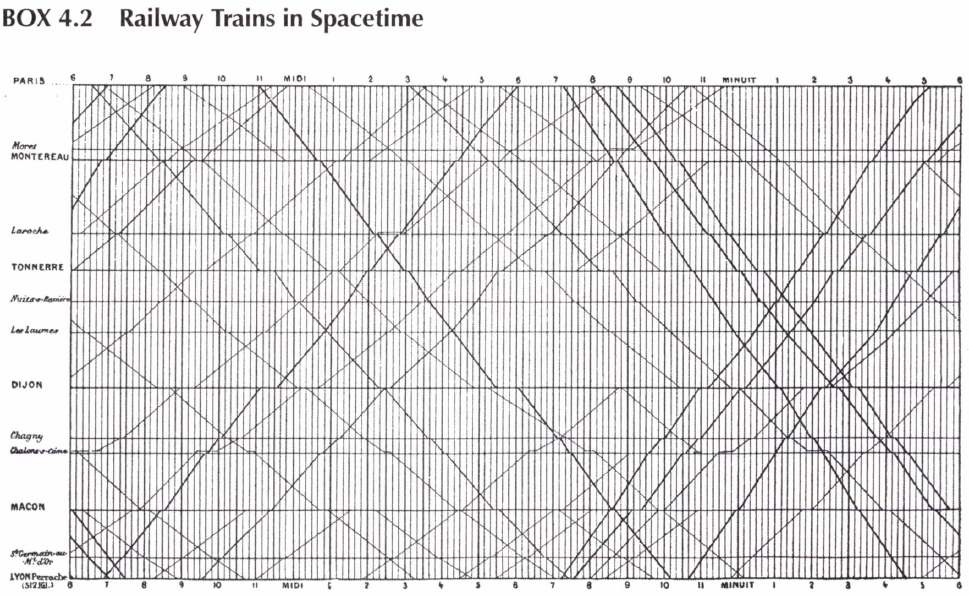 BOX 4.2 Railway Trains in Spacetime
PARIS 6 7 8 9 10 11 MIDI 1 2 3 4 5 6 7 8 9 10 11 MINUIT 1 2 3 4 5 6
Mores
MONTEREAU
Laroche
TONNERRE
Nuits-s-Ravière
Les Laumes
DIJON
Chagny
Chalons-s-Saône
MACON
St Germain-au-
Mt d'Or
LYON Perrache 6 7 8 9 10 11 MIDI 1 2 3 4 5 6 7 8 9 10 11 MINUIT 1 2 3 4 5 6
(512 Kil.)